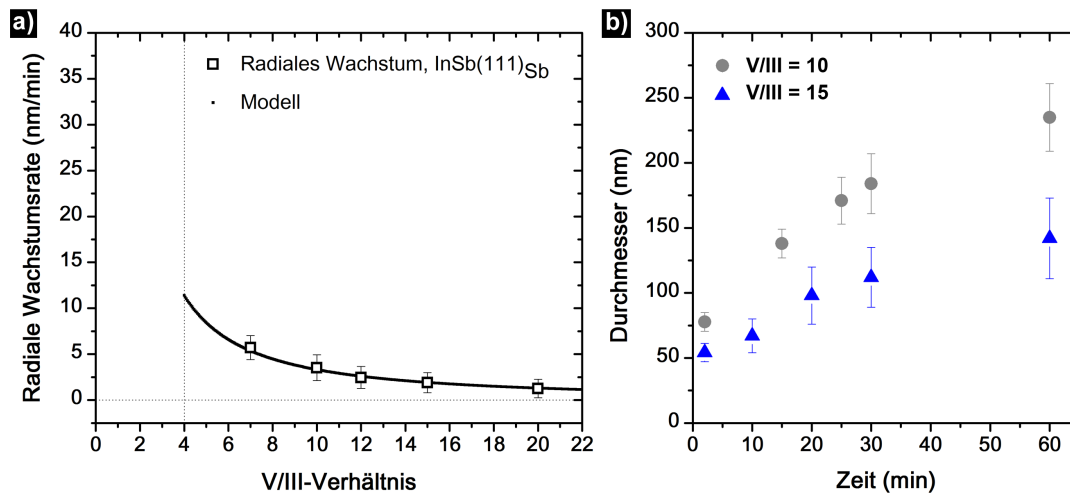 a)
Radiale Wachstumsrate (nm/min)
40
35
30
25
20
15
10
5
0
Radiales Wachstum, InSb(111)Sb
Modell
0 2 4 6 8 10 12 14 16 18 20 22
V/III-Verhältnis
b)
Durchmesser (nm)
300
250
200
150
100
50
0
V/III = 10
V/III = 15
0 10 20 30 40 50 60
Zeit (min)